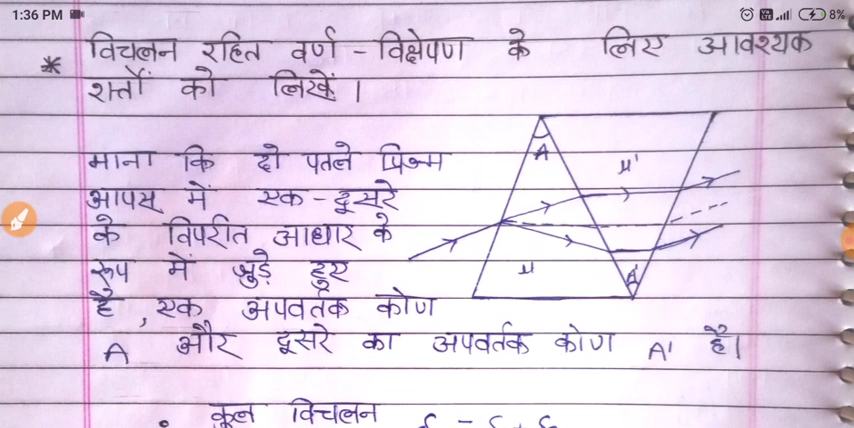 1:36 PM
8%
* विचलन रहित वर्ण - विक्षेपण के लिए आवश्यक
शर्तों को लिखें।
माना कि दो पतले प्रिज्म
आपस में एक-दूसरे
के विपरीत आधार के
रूप में जुड़े हुए
है, एक अपवर्तक कोण
A और दूसरे का अपवर्तक कोण A' है।
A
μ'
μ
A'
कुल विचलन